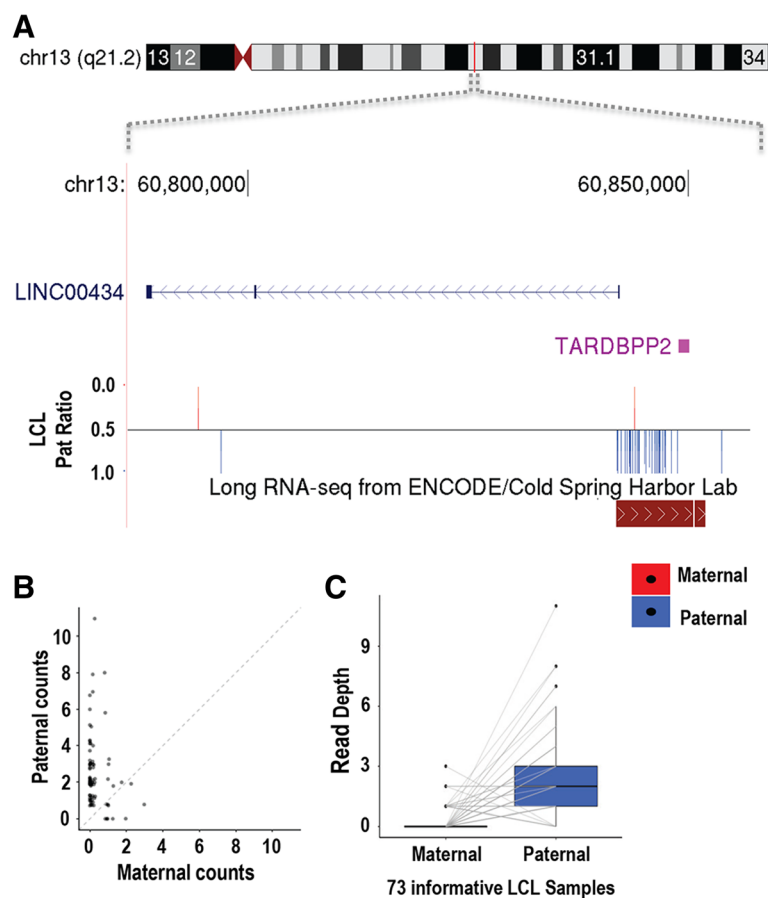 A
chr13 (q21.2) 13 12 31.1 34
chr13: 60,800,000 60,850,000
LINC00434
TARDBPP2
LCL
Pat Ratio
0.0
0.5
1.0
Long RNA-seq from ENCODE/Cold Spring Harbor Lab
B
Paternal counts
10
8
6
4
2
0
0 2 4 6 8 10
Maternal counts
C
Maternal
Paternal
Read Depth
9
6
3
0
Maternal Paternal
73 informative LCL Samples